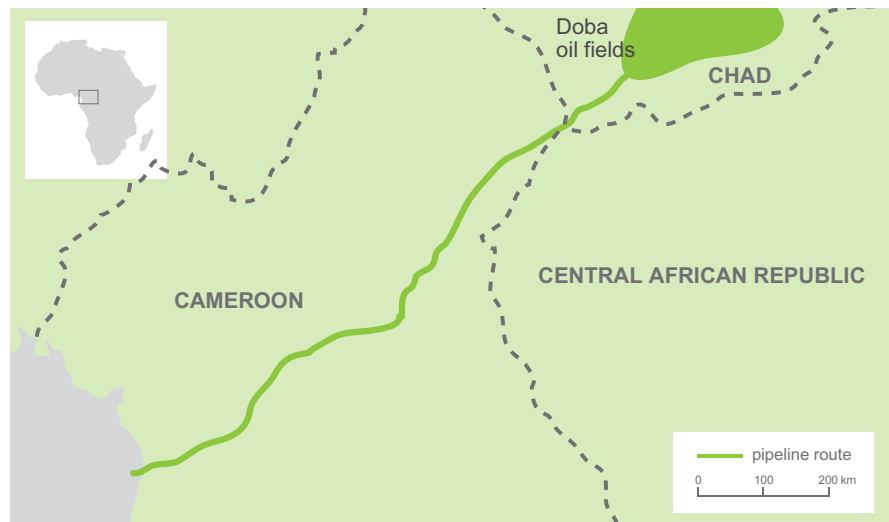 Doba
oil fields
CHAD
CENTRAL AFRICAN REPUBLIC
CAMEROON
pipeline route
0 100 200 km